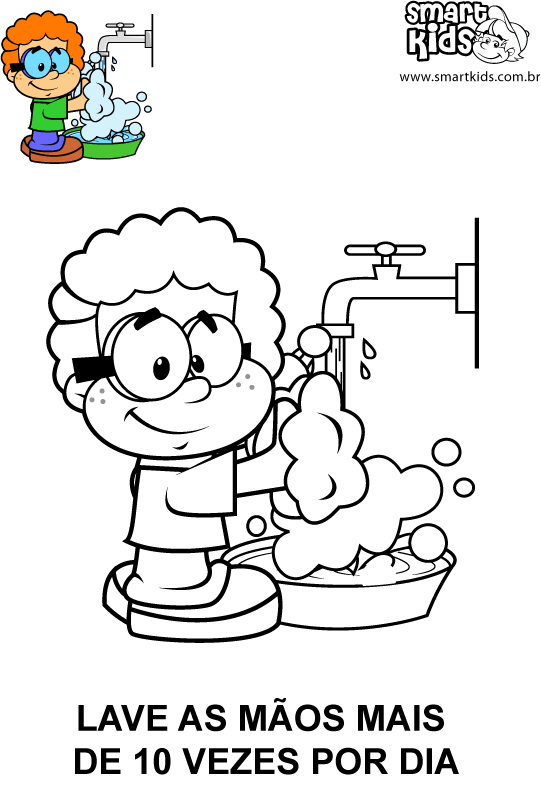 Smart
Kids
www.smartkids.com.br
LAVE AS MÃOS MAIS
DE 10 VEZES POR DIA